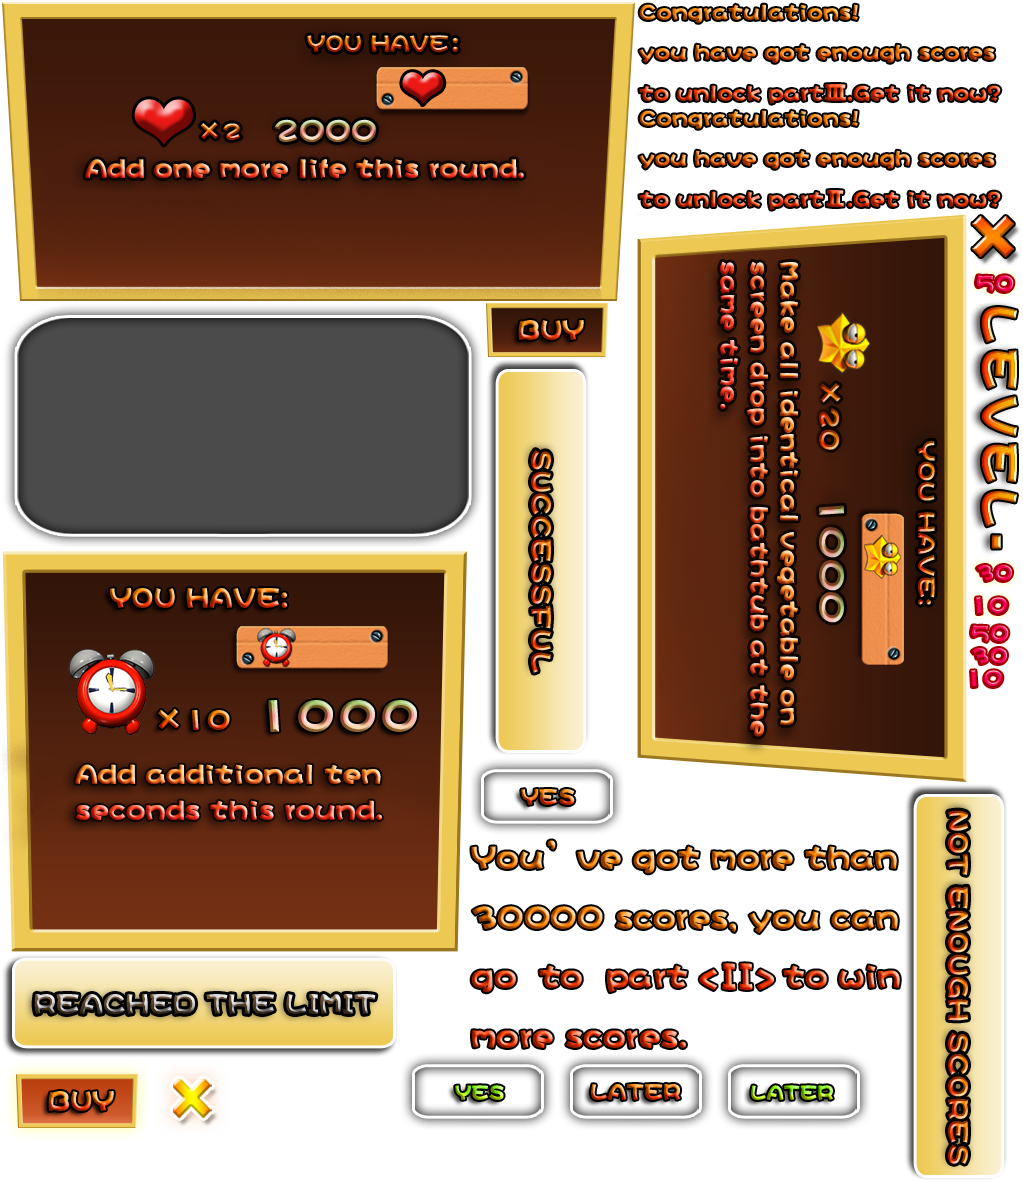 YOU HAVE:
×2 2000
Add one more life this round.
Congratulations!
you have got enough scores
to unlock partⅢ.Get it now?
Congratulations!
you have got enough scores
to unlock partⅡ.Get it now?
BUY
SUCCESSFUL
YOU HAVE:
×20 1000
Make all identical vegetable on
screen drop into bathtub at the
same time.
50
LEVEL-
30
10
50
30
10
YOU HAVE:
×10 1000
Add additional ten
seconds this round.
YES
You’ve got more than
30000 scores, you can
go to part <II> to win
more scores.
NOT ENOUGH SCORES
REACHED THE LIMIT
BUY
YES
LATER
LATER